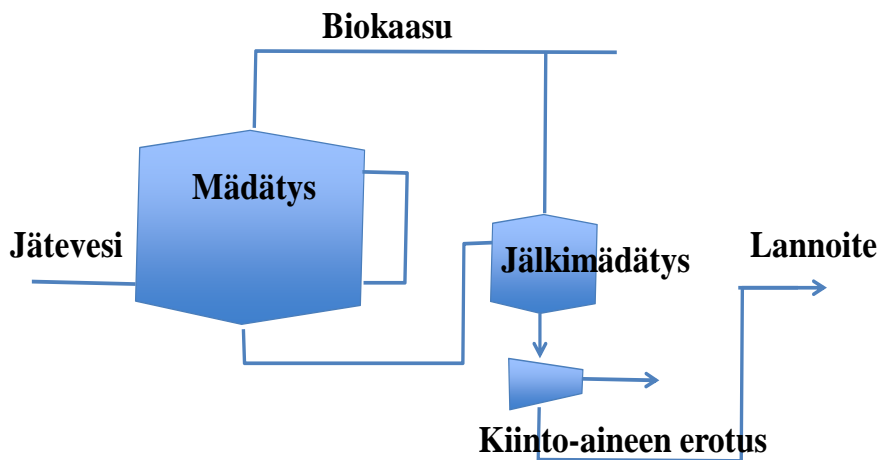 Biokaasu
Mädätys
Jätevesi
Jälkimädätys
Lannoite
Kiinto-aineen erotus